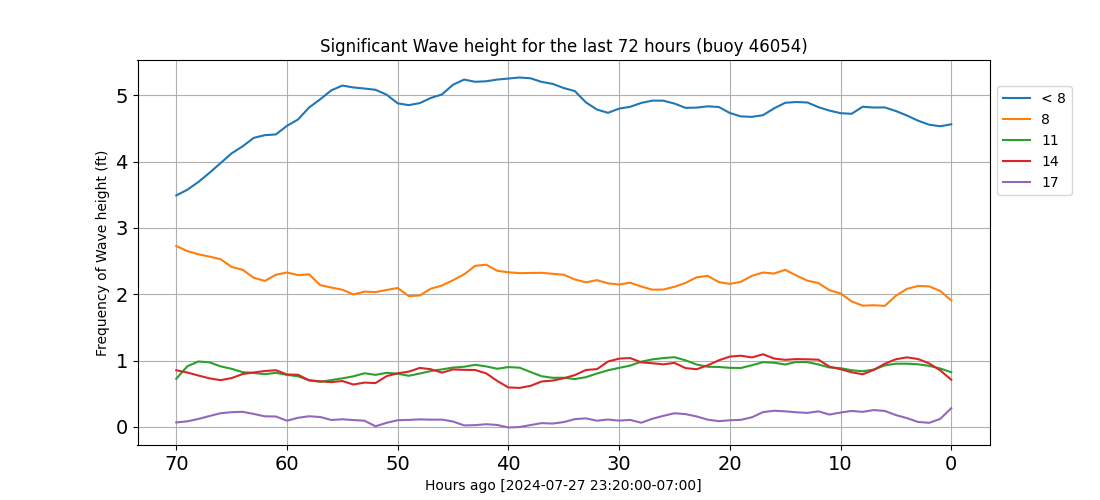 Significant Wave height for the last 72 hours (buoy 46054)
Frequency of Wave height (ft)
5
4
3
2
1
0
70 60 50 40 30 20 10 0
Hours ago [2024-07-27 23:20:00-07:00]
< 8
8
11
14
17